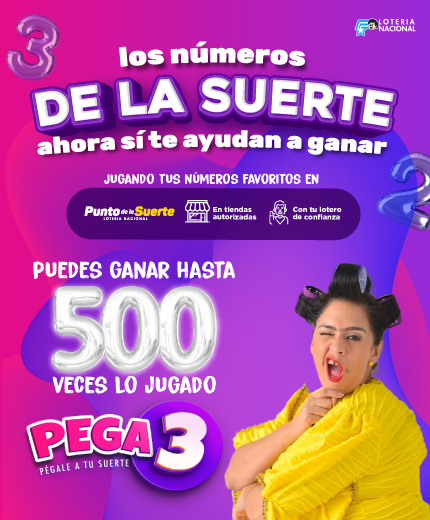 3
LOTERIA
NACIONAL
los números
DE LA SUERTE
ahora sí te ayudan a ganar
2
JUGANDO TUS NÚMEROS FAVORITOS EN
Punto de la Suerte
LOTERIA NACIONAL
En tiendas
autorizadas
Con tu lotero
de confianza
PUEDES GANAR HASTA
500
VECES LO JUGADO
PEGA 3
PÉGALE A TU SUERTE